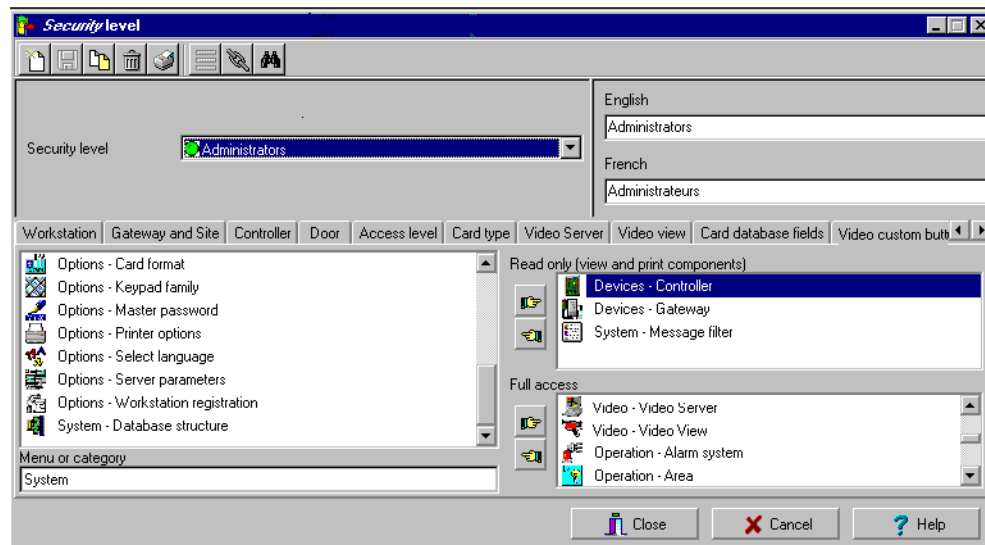 Security level
English
Administrators
Security level
Administrators
French
Administrateurs
Workstation
Gateway and Site
Controller
Door
Access level
Card type
Video Server
Video view
Card database fields
Video custom butt
Options - Card format
Options - Keypad family
Options - Master password
Options - Printer options
Options - Select language
Options - Server parameters
Options - Workstation registration
System - Database structure
Menu or category
System
Read only (view and print components)
Devices - Controller
Devices - Gateway
System - Message filter
Full access
Video - Video Server
Video - Video View
Operation - Alarm system
Operation - Area
Close
Cancel
Help